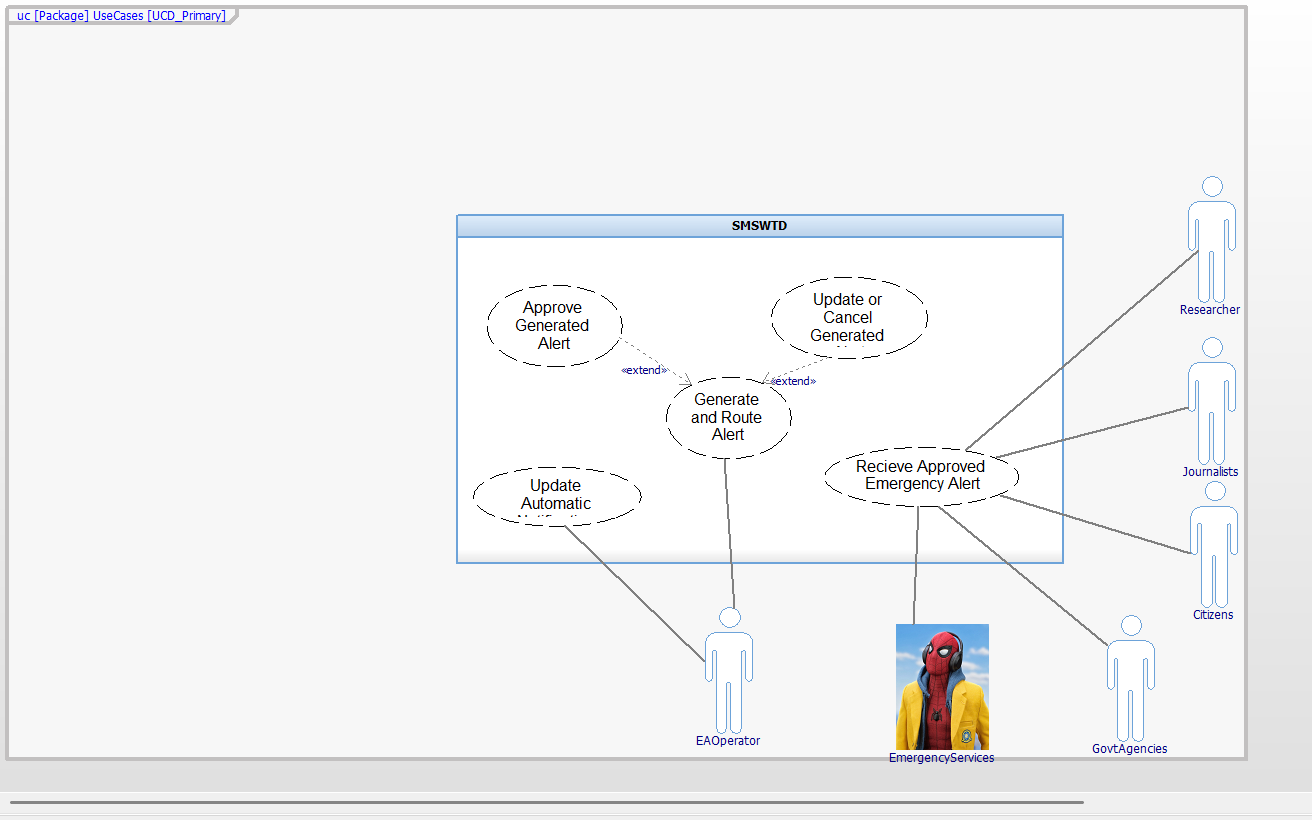 uc [Package] UseCases [UCD_Primary]
SMSWTD
Approve
Generated
Alert
Update or
Cancel
Generated
«extend»
«extend»
Generate
and Route
Alert
Update
Automatic
Recieve Approved
Emergency Alert
Researcher
Journalists
Citizens
EAOperator
EmergencyServices
GovtAgencies